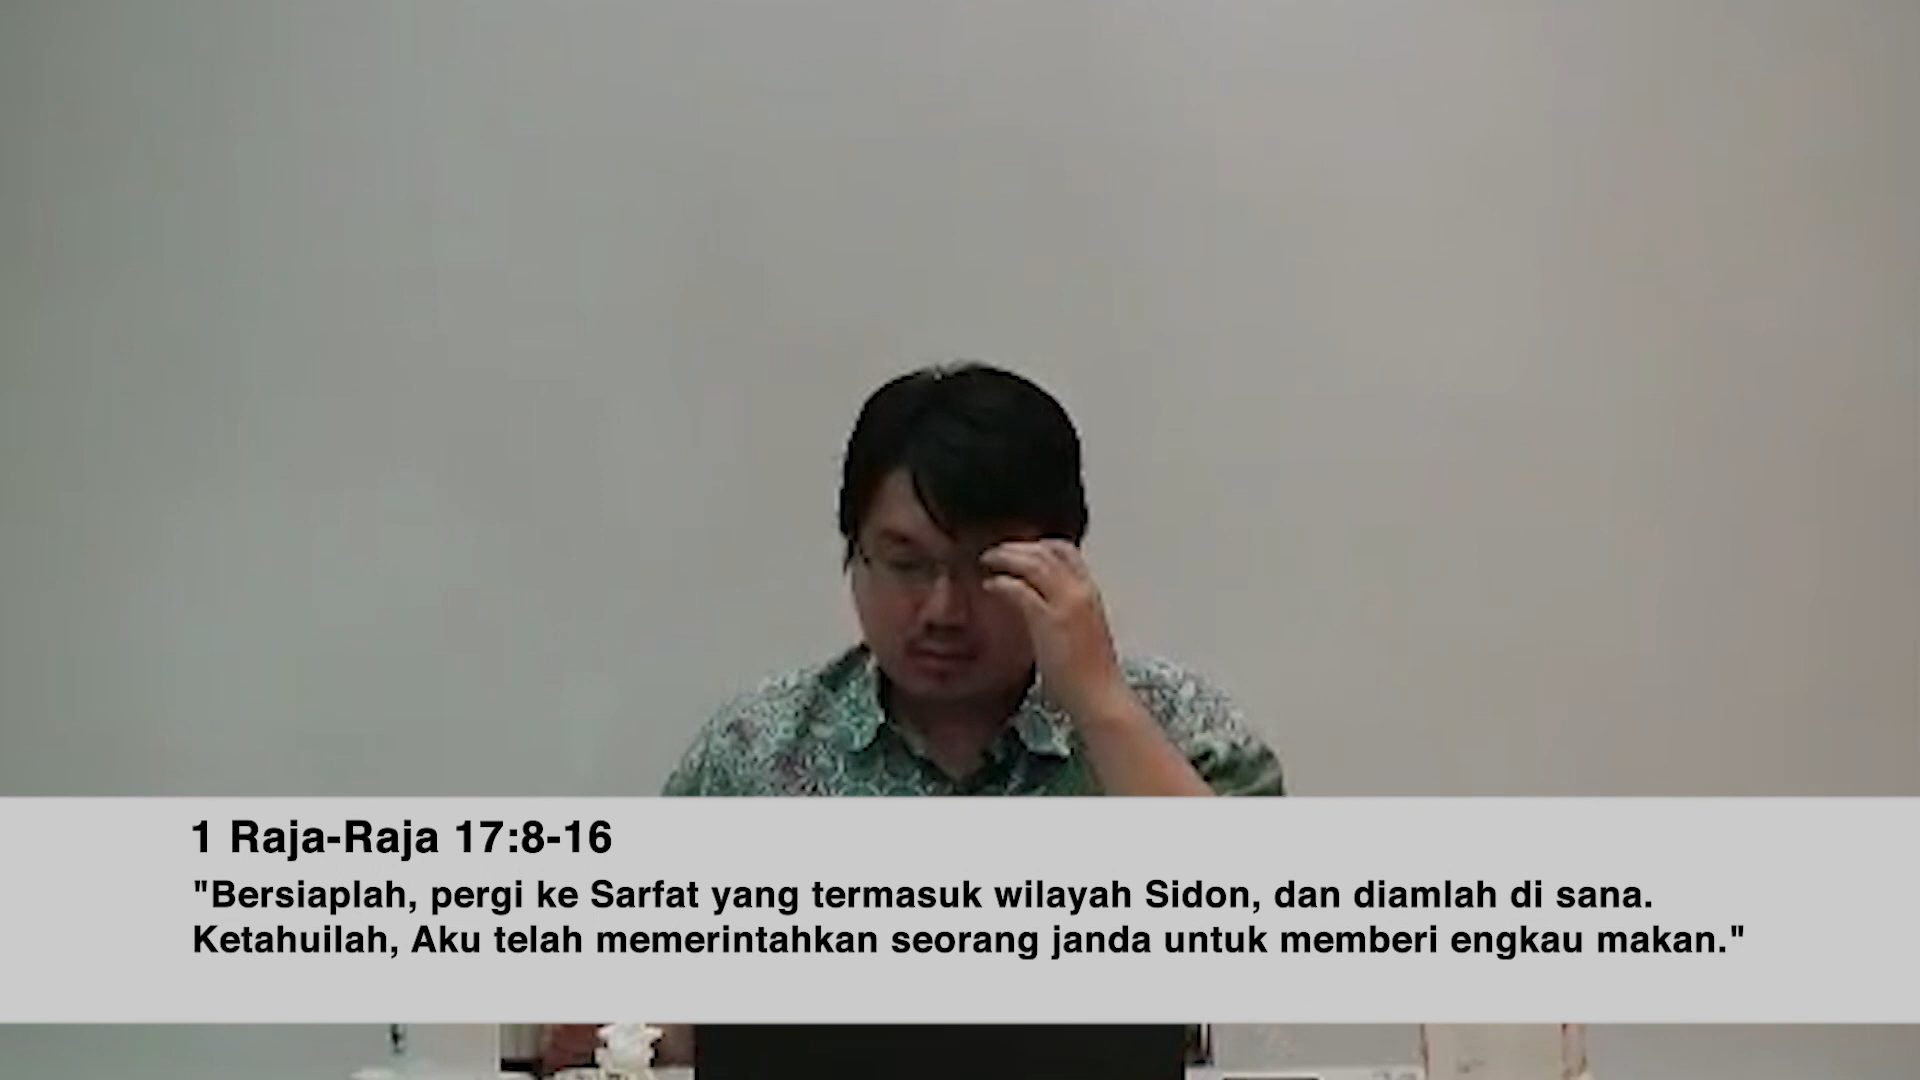 1 Raja-Raja 17:8-16
"Bersiaplah, pergi ke Sarfat yang termasuk wilayah Sidon, dan diamlah di sana.
Ketahuilah, Aku telah memerintahkan seorang janda untuk memberi engkau makan."